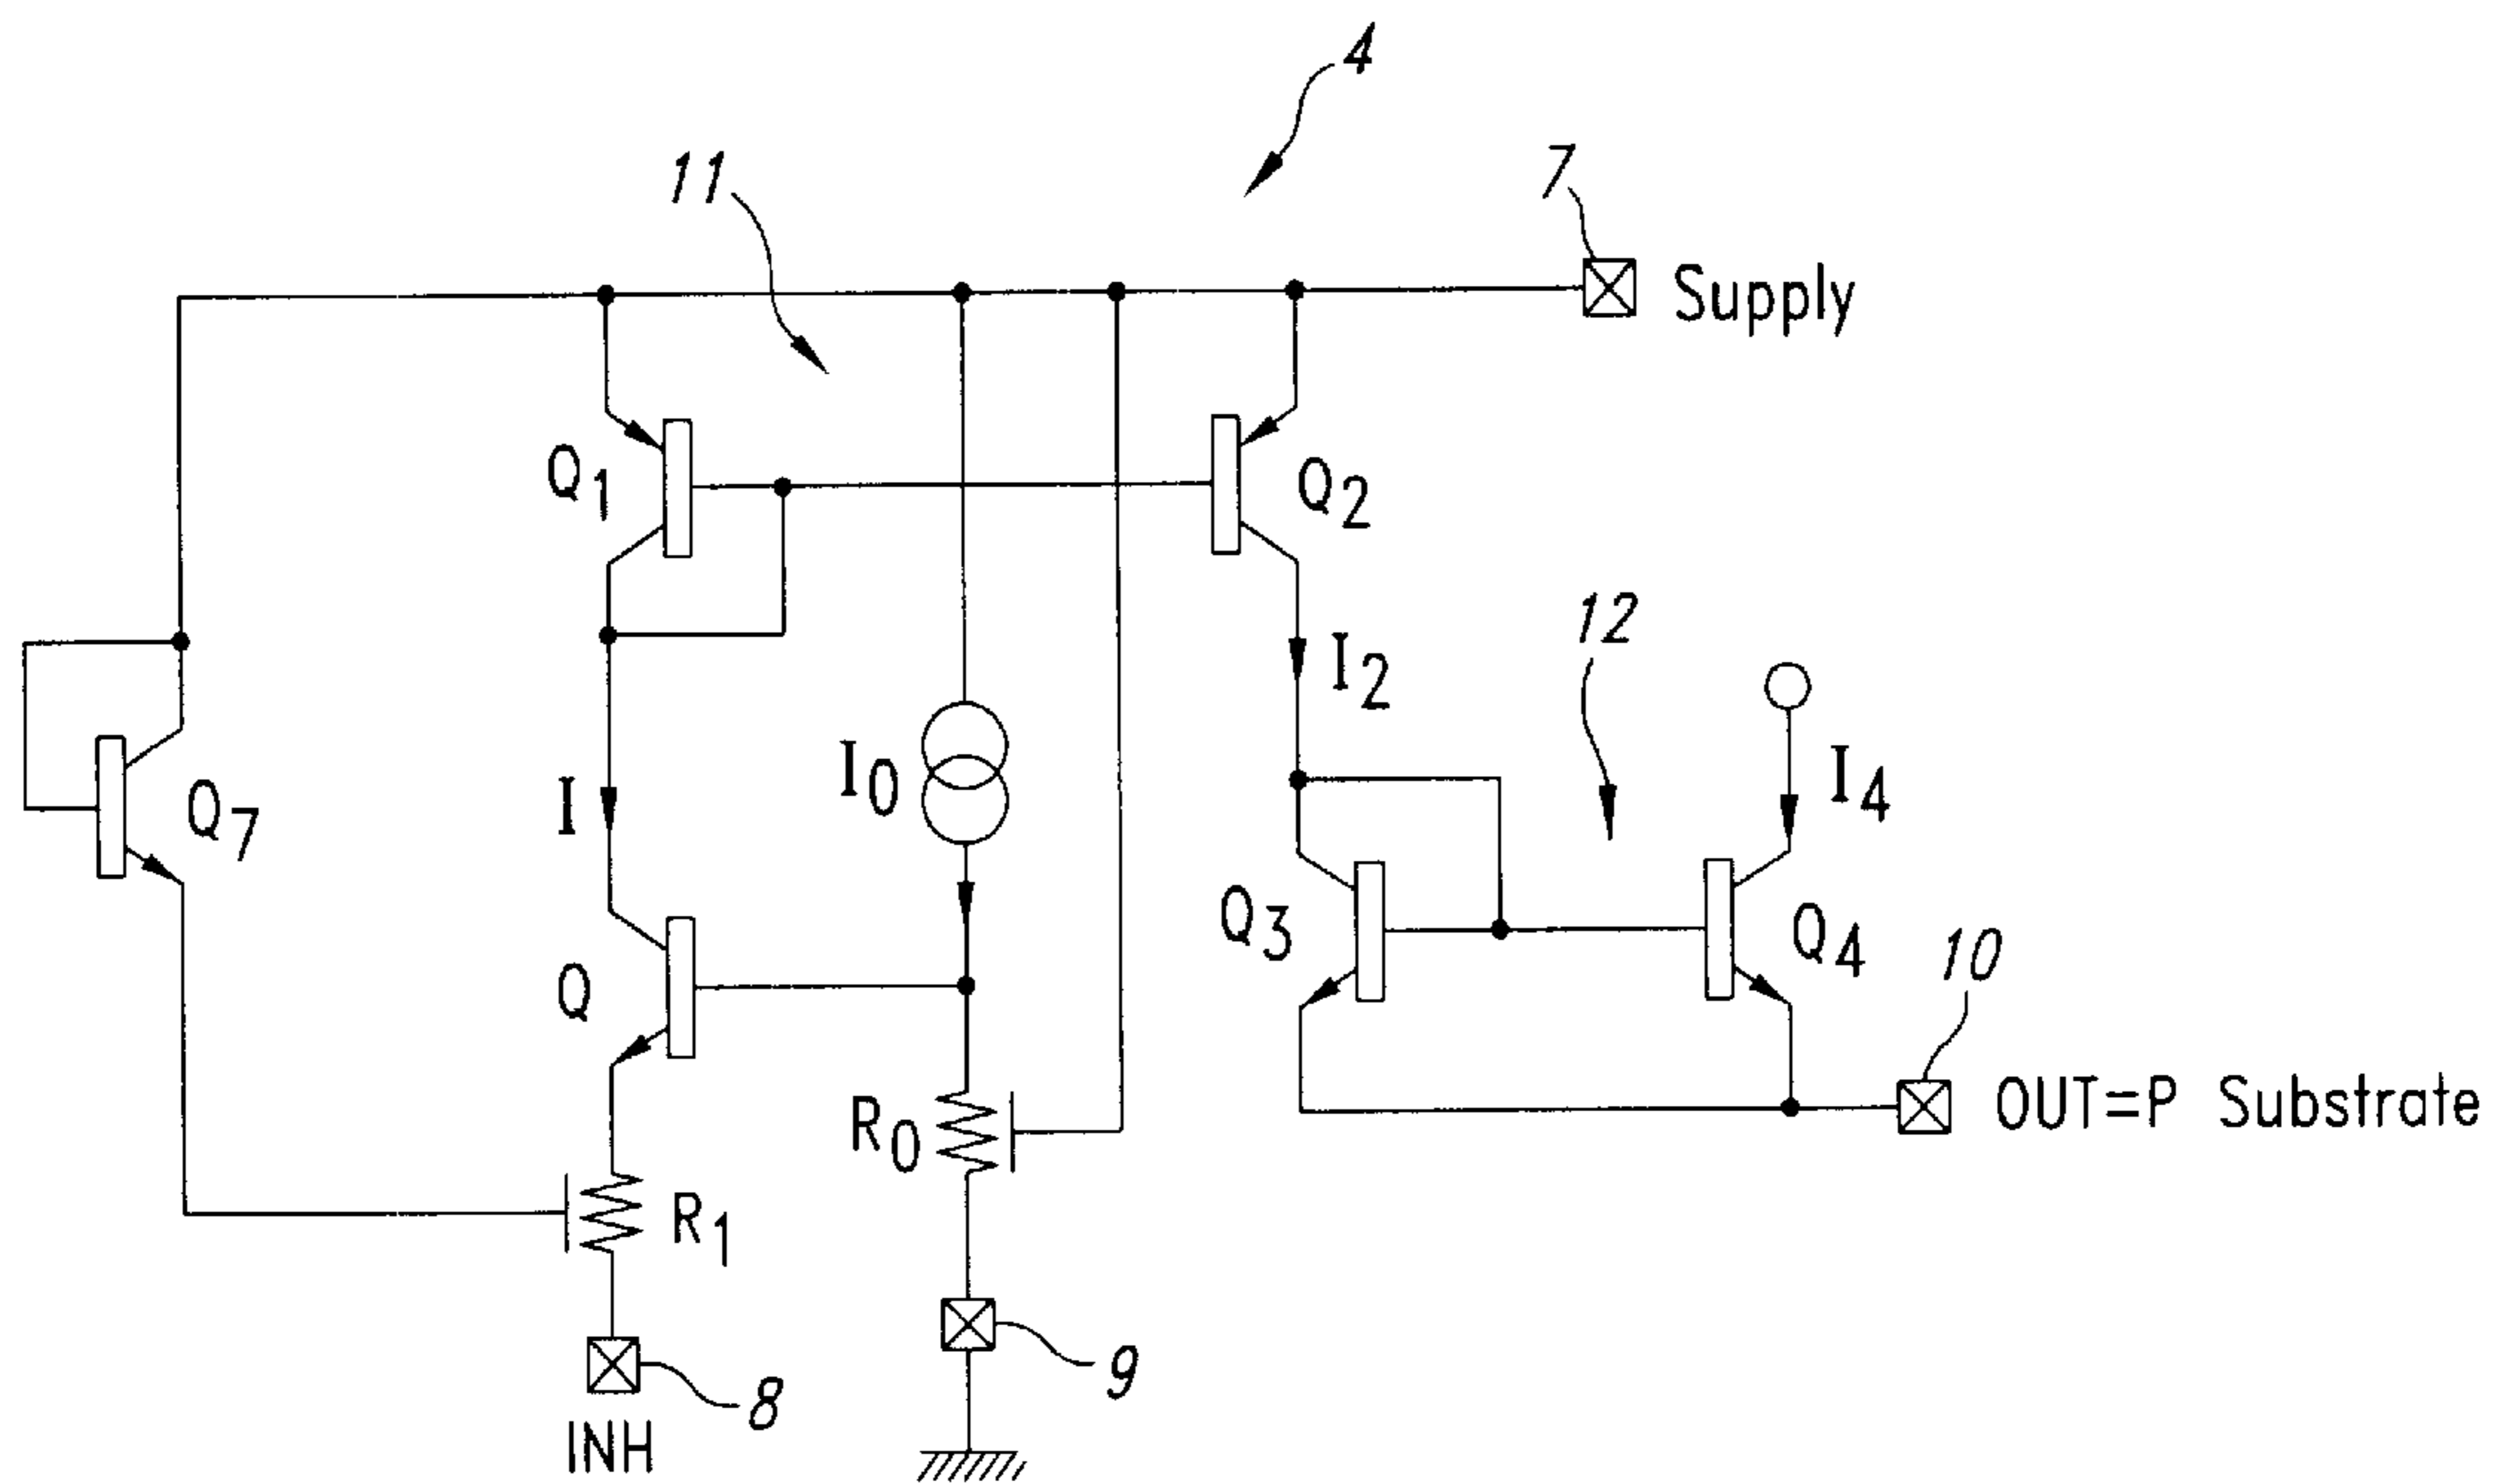 4
11
7
Supply
Q1
Q2
12
I2
I4
I0
I
Q7
Q3
Q4
Q
10
R0
OUT=P Substrate
R1
9
8
INH